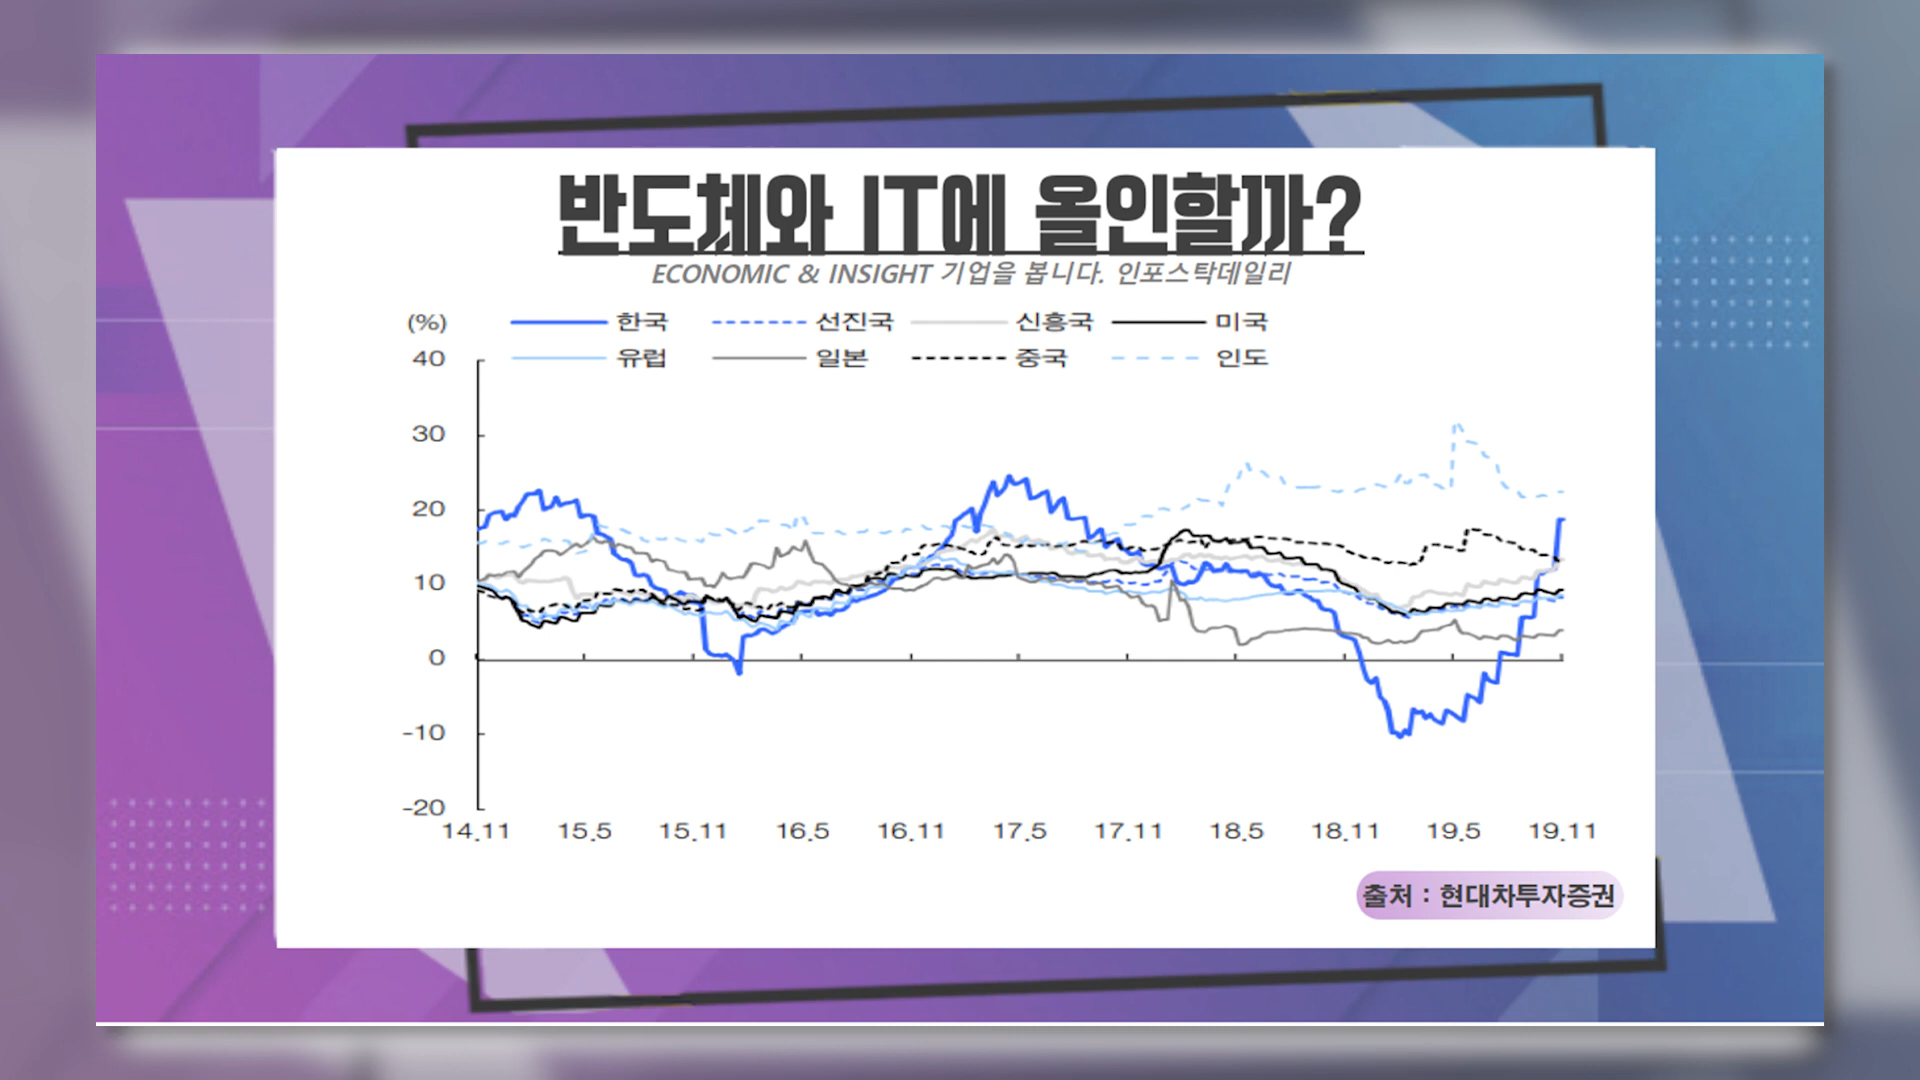 반도체와 IT에 올인할까?
ECONOMIC & INSIGHT 기업을 봅니다. 인포스탁데일리
(%) 한국 선진국 신흥국 미국
유럽 일본 중국 인도
40
30
20
10
0
-10
-20
14.11 15.5 15.11 16.5 16.11 17.5 17.11 18.5 18.11 19.5 19.11
출처 : 현대차투자증권